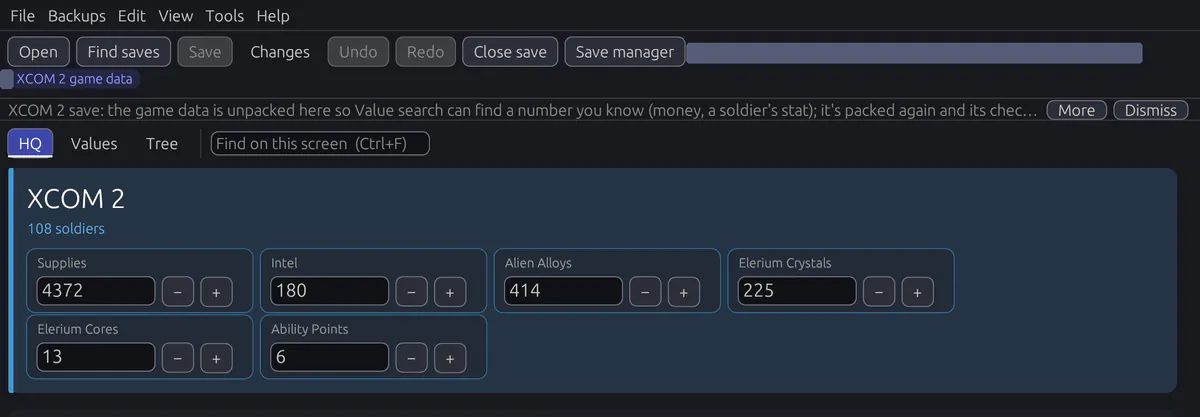 File Backups Edit View Tools Help
Open Find saves Save Changes Undo Redo Close save Save manager
XCOM 2 game data
XCOM 2 save: the game data is unpacked here so Value search can find a number you know (money, a soldier's stat); it's packed again and its chec... More Dismiss
HQ Values Tree Find on this screen (Ctrl+F)
XCOM 2
108 soldiers
Supplies Intel Alien Alloys Elerium Crystals
4372 − + 180 − + 414 − + 225 − +
Elerium Cores Ability Points
13 − + 6 − +